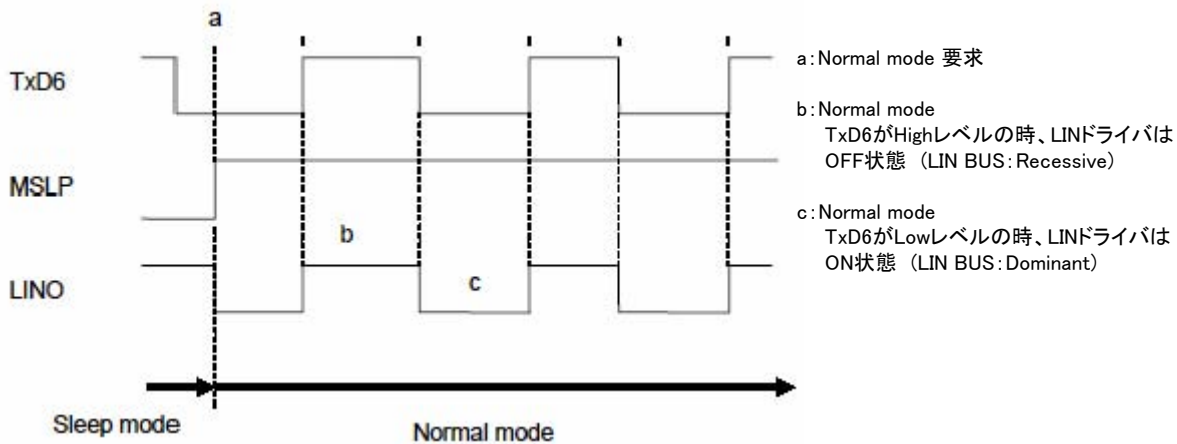 a
TxD6
MSLP
LINO
b
c
Sleep mode
Normal mode
a:Normal mode 要求
b:Normal mode
TxD6がHighレベルの時、LINドライバは
OFF状態 (LIN BUS:Recessive)
c:Normal mode
TxD6がLowレベルの時、LINドライバは
ON状態 (LIN BUS:Dominant)